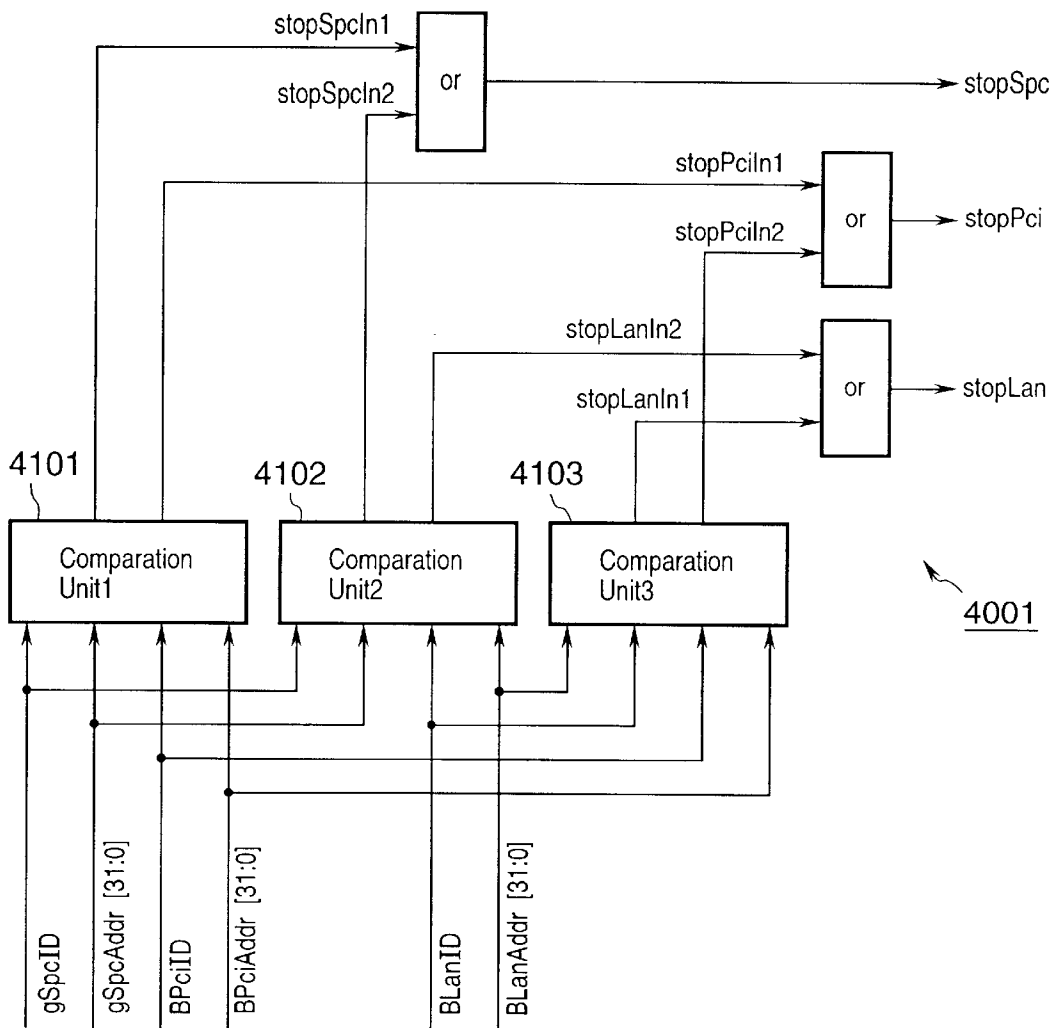 stopSpcIn1
or
stopSpcIn2
stopSpc
stopPciIn1
or
stopPciIn2
stopPci
stopLanIn2
or
stopLanIn1
stopLan
4101
4102
4103
Comparation
Unit1
Comparation
Unit2
Comparation
Unit3
4001
gSpcID
gSpcAddr [31:0]
BPciID
BPciAddr [31:0]
BLanID
BLanAddr [31:0]